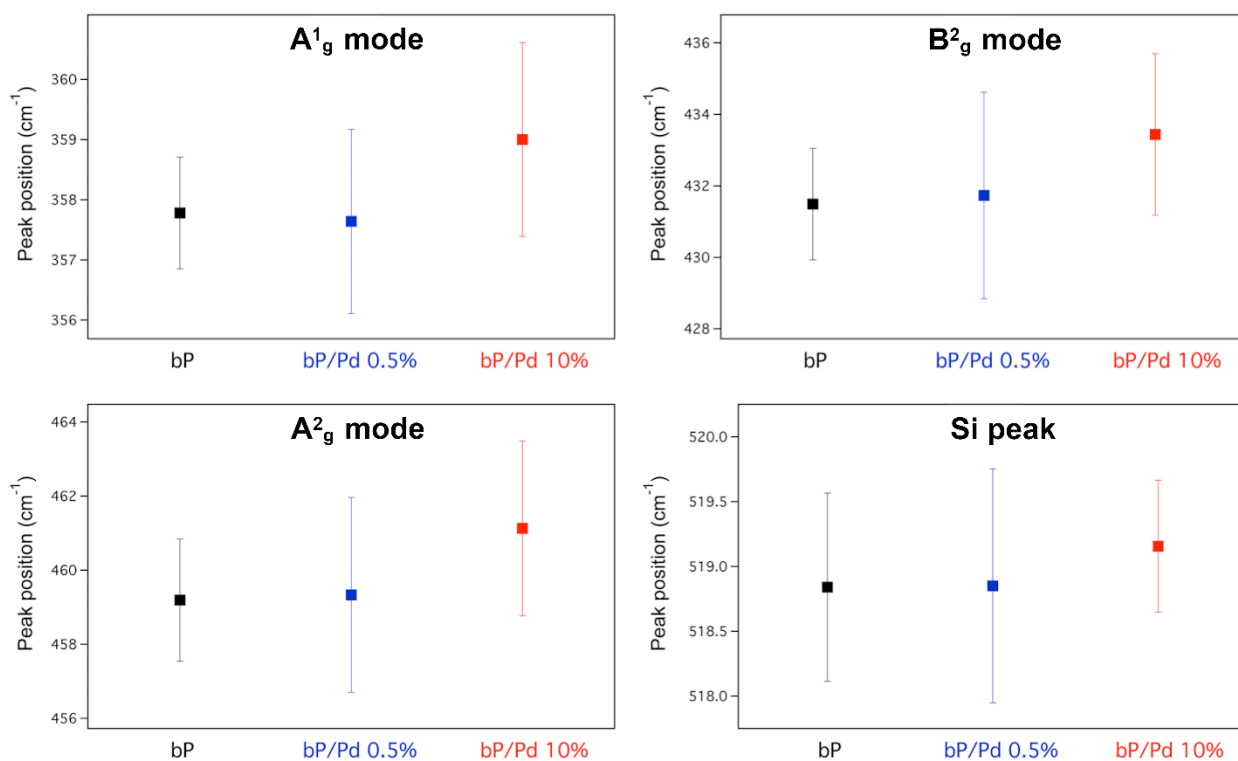 A¹g mode
Peak position (cm⁻¹)
360
359
358
357
356
bP
bP/Pd 0.5%
bP/Pd 10%
B²g mode
Peak position (cm⁻¹)
436
434
432
430
428
bP
bP/Pd 0.5%
bP/Pd 10%
A²g mode
Peak position (cm⁻¹)
464
462
460
458
456
bP
bP/Pd 0.5%
bP/Pd 10%
Si peak
Peak position (cm⁻¹)
520.0
519.5
519.0
518.5
518.0
bP
bP/Pd 0.5%
bP/Pd 10%